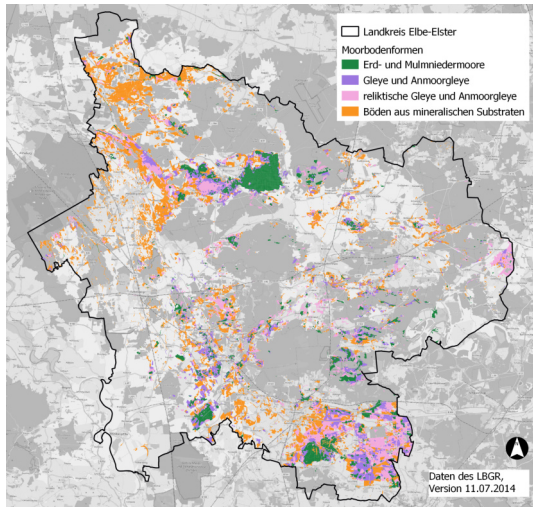 Landkreis Elbe-Elster
Moorbodenformen
Erd- und Mulmniedermoore
Gleye und Anmoorgleye
reliktische Gleye und Anmoorgleye
Böden aus mineralischen Substraten
Daten des LBGR,
Version 11.07.2014